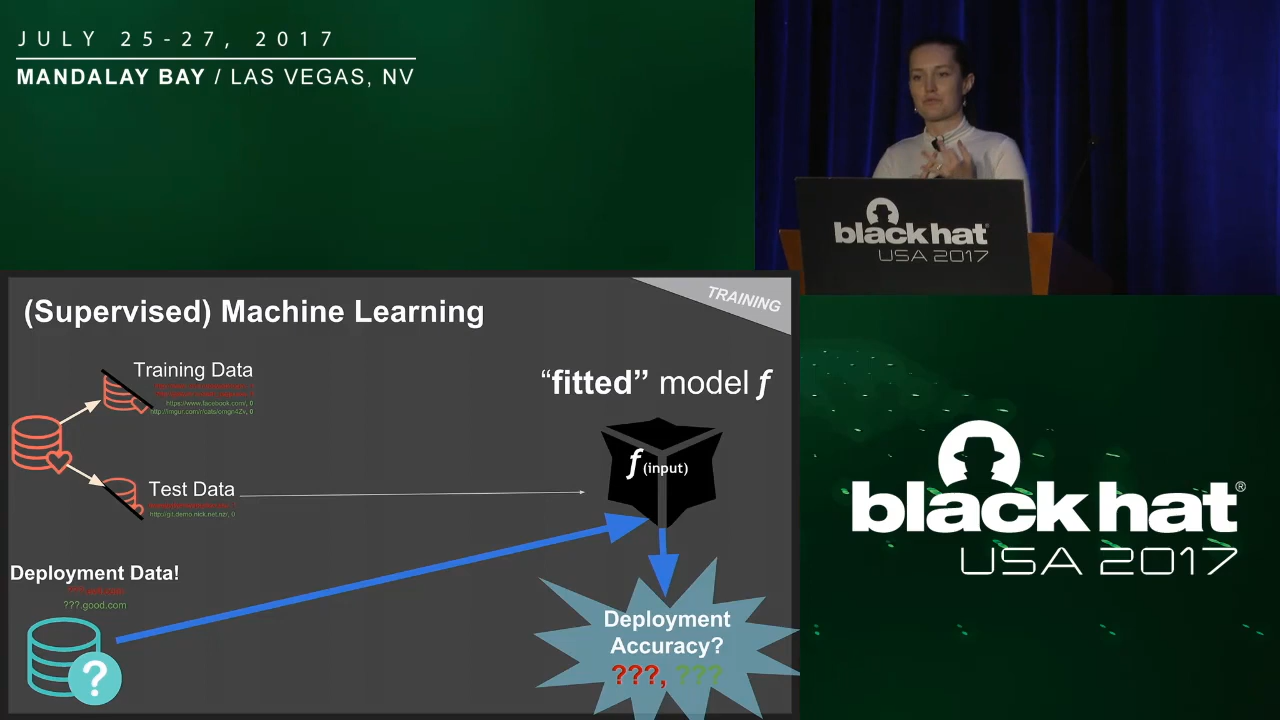 JULY 25-27, 2017
MANDALAY BAY / LAS VEGAS, NV
black hat
USA 2017
(Supervised) Machine Learning
TRAINING
Training Data
https://www.facebook.com/, 0
Test Data
“fitted” model f
f(input)
Deployment Data!
???.good.com
?
Deployment
Accuracy?
???, ???
black hat®
USA 2017